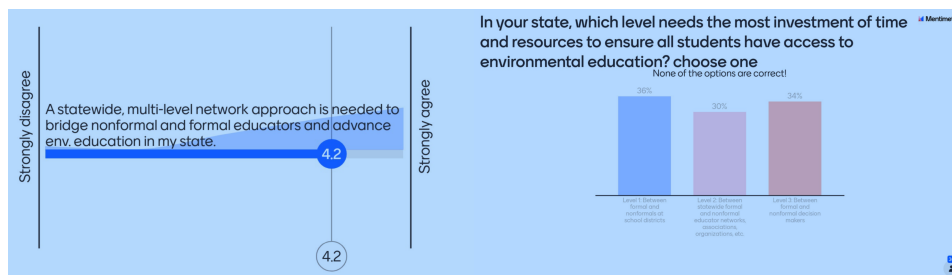 Strongly disagree
A statewide, multi-level network approach is needed to
bridge nonformal and formal educators and advance
env. education in my state.
4.2
4.2
Strongly agree
In your state, which level needs the most investment of time
and resources to ensure all students have access to
environmental education? choose one
Mentimet
None of the options are correct!
36%
30%
34%
Level 1: Between
formal and
nonformals at
school districts
Level 2: Between
statewide formal
and nonformal
educator networks,
associations,
organizations, etc.
Level 3: Between
formal and
nonformal decision
makers